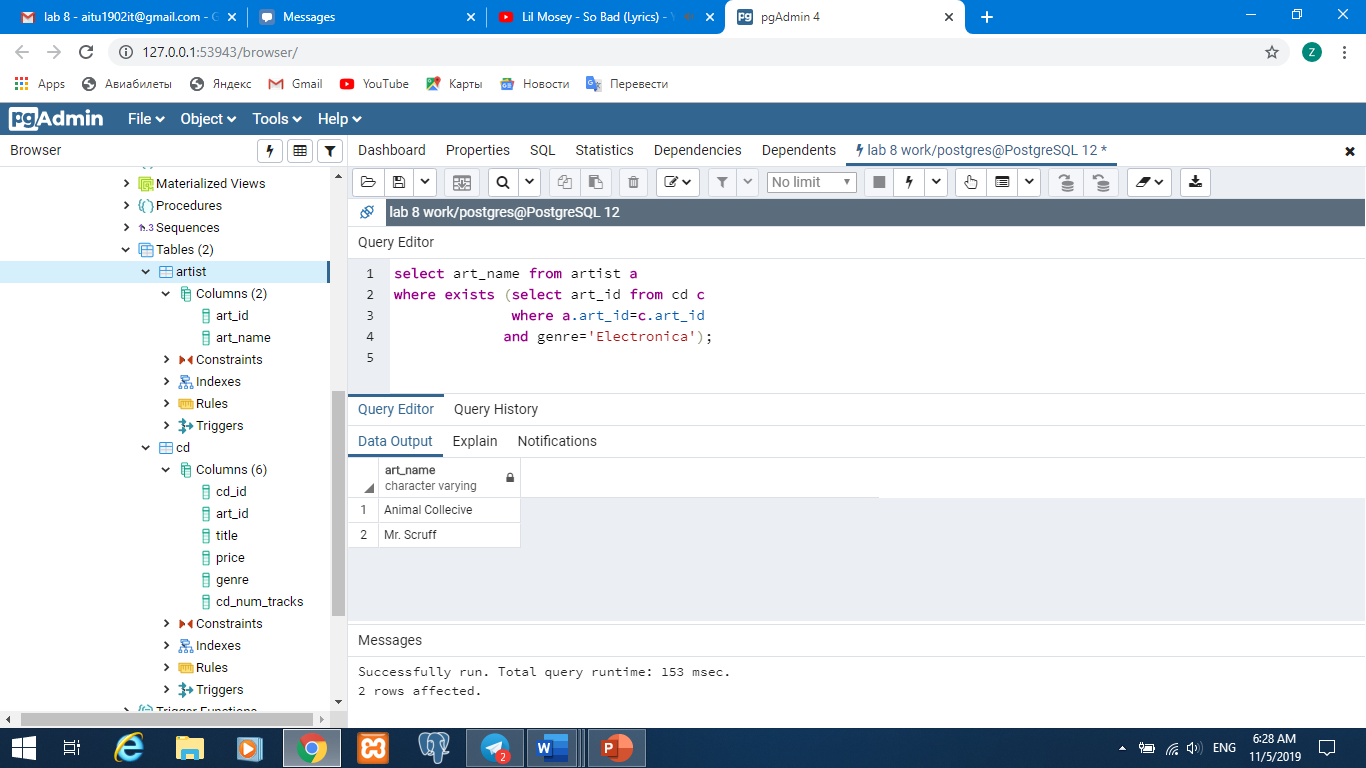 lab 8 - aitu1902it@gmail.com - G
Messages
Lil Mosey - So Bad (Lyrics) - Y
pgAdmin 4
127.0.0.1:53943/browser/
Z
Apps
Авиабилеты
Яндекс
Gmail
YouTube
Карты
Новости
Перевести
pgAdmin
File
Object
Tools
Help
Browser
Dashboard
Properties
SQL
Statistics
Dependencies
Dependents
lab 8 work/postgres@PostgreSQL 12 *
No limit
lab 8 work/postgres@PostgreSQL 12
Materialized Views
Procedures
Sequences
Tables (2)
artist
Columns (2)
art_id
art_name
Constraints
Indexes
Rules
Triggers
cd
Columns (6)
cd_id
art_id
title
price
genre
cd_num_tracks
Constraints
Indexes
Rules
Triggers
Trigger Functions
Query Editor
1 select art_name from artist a
2 where exists (select art_id from cd c
3 where a.art_id=c.art_id
4 and genre='Electronica');
5
Query Editor
Query History
Data Output
Explain
Notifications
art_name
character varying
1 Animal Collecive
2 Mr. Scruff
Messages
Successfully run. Total query runtime: 153 msec.
2 rows affected.
2
ENG
6:28 AM
11/5/2019